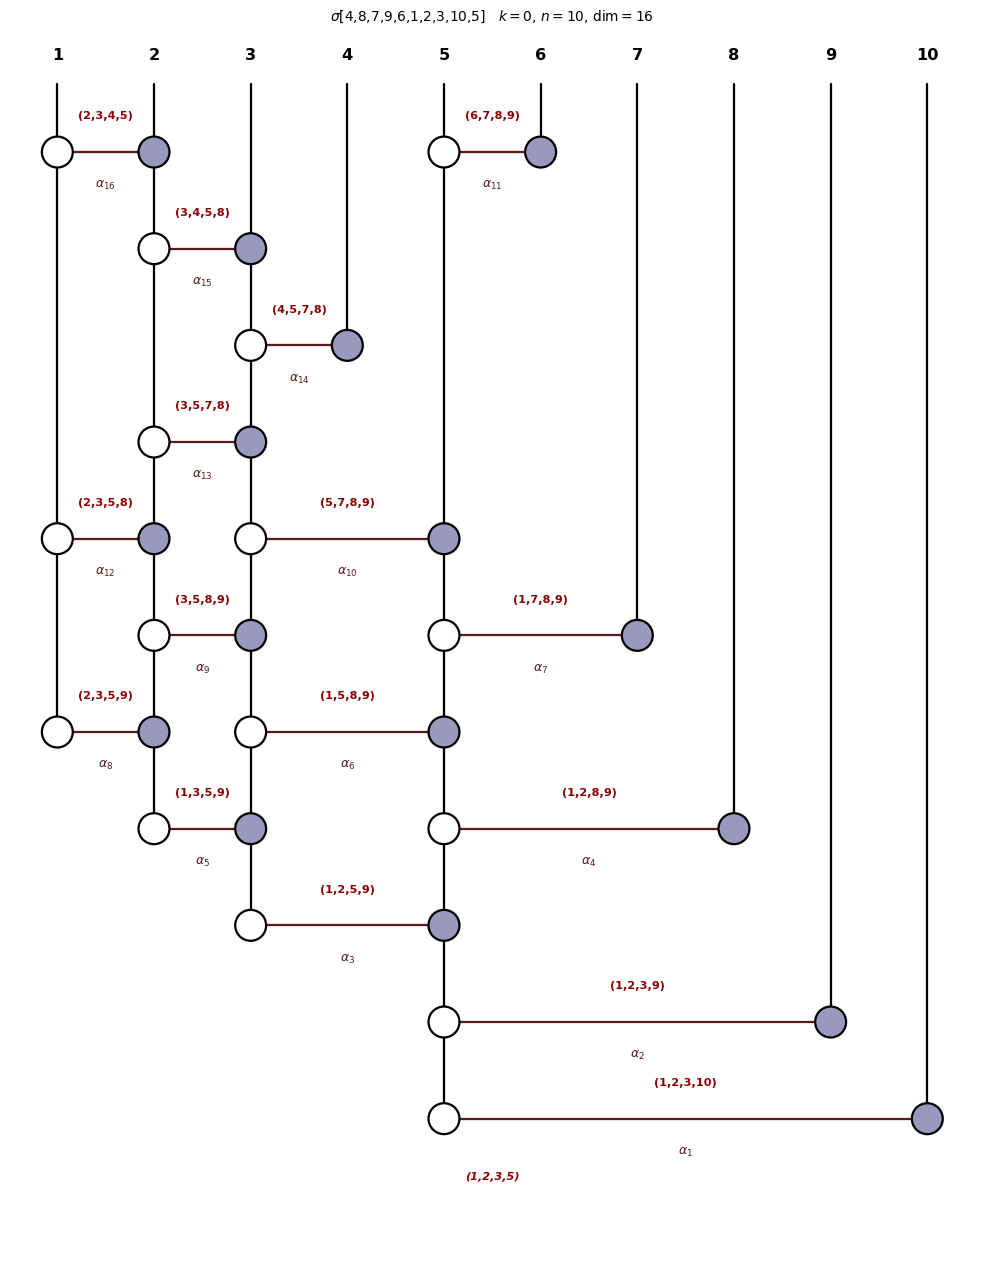 σ[4,8,7,9,6,1,2,3,10,5]   k=0, n=10, dim=16
1 2 3 4 5 6 7 8 9 10
(2,3,4,5) (6,7,8,9)
α₁₆ α₁₁
(3,4,5,8)
α₁₅
(4,5,7,8)
α₁₄
(3,5,7,8)
α₁₃
(2,3,5,8) (5,7,8,9)
α₁₂ α₁₀
(3,5,8,9) (1,7,8,9)
α₉ α₇
(2,3,5,9) (1,5,8,9)
α₈ α₆
(1,3,5,9) (1,2,8,9)
α₅ α₄
(1,2,5,9)
α₃
(1,2,3,9)
α₂
(1,2,3,10)
α₁
(1,2,3,5)